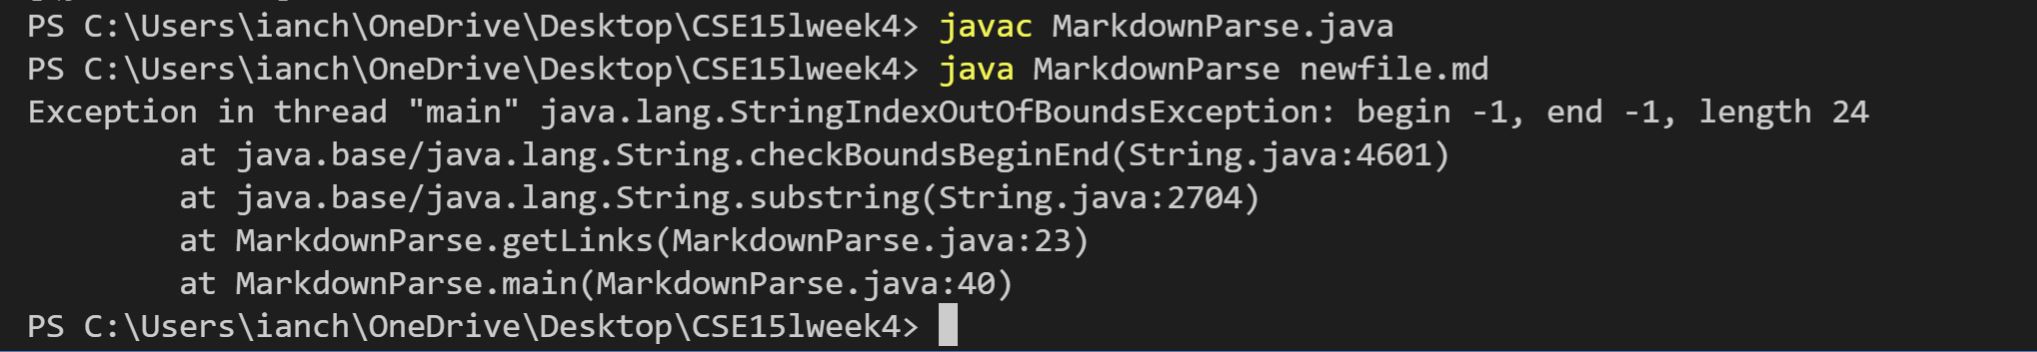 PS C:\Users\ianch\OneDrive\Desktop\CSE15lweek4> javac MarkdownParse.java
PS C:\Users\ianch\OneDrive\Desktop\CSE15lweek4> java MarkdownParse newfile.md
Exception in thread "main" java.lang.StringIndexOutOfBoundsException: begin -1, end -1, length 24
        at java.base/java.lang.String.checkBoundsBeginEnd(String.java:4601)
        at java.base/java.lang.String.substring(String.java:2704)
        at MarkdownParse.getLinks(MarkdownParse.java:23)
        at MarkdownParse.main(MarkdownParse.java:40)
PS C:\Users\ianch\OneDrive\Desktop\CSE15lweek4>